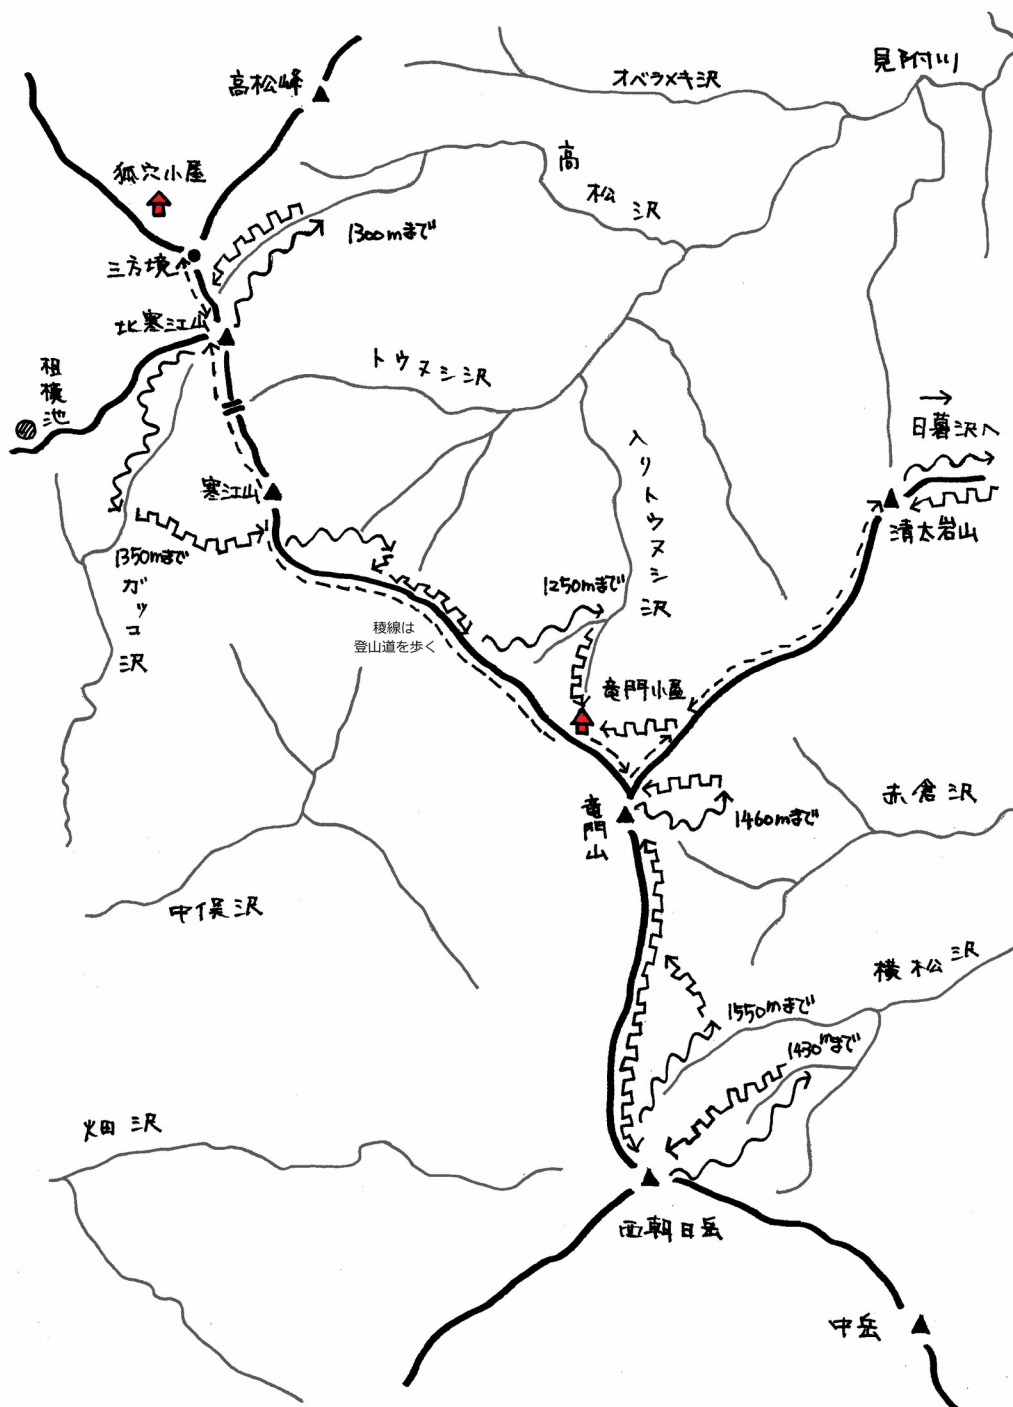 見附川
オベラメキ沢
高松峰
高松沢
狐穴小屋
1300mまで
三方境
北寒江山
トウヌシ沢
祖横池
入リトウヌシ沢
→
日暮沢へ
寒江山
清太岩山
1350mまで
ガッコ沢
1250mまで
稜線は
登山道を歩く
竜門小屋
赤倉沢
竜門山
1460mまで
中俣沢
横松沢
1550mまで
1430mまで
畑沢
西朝日岳
中岳